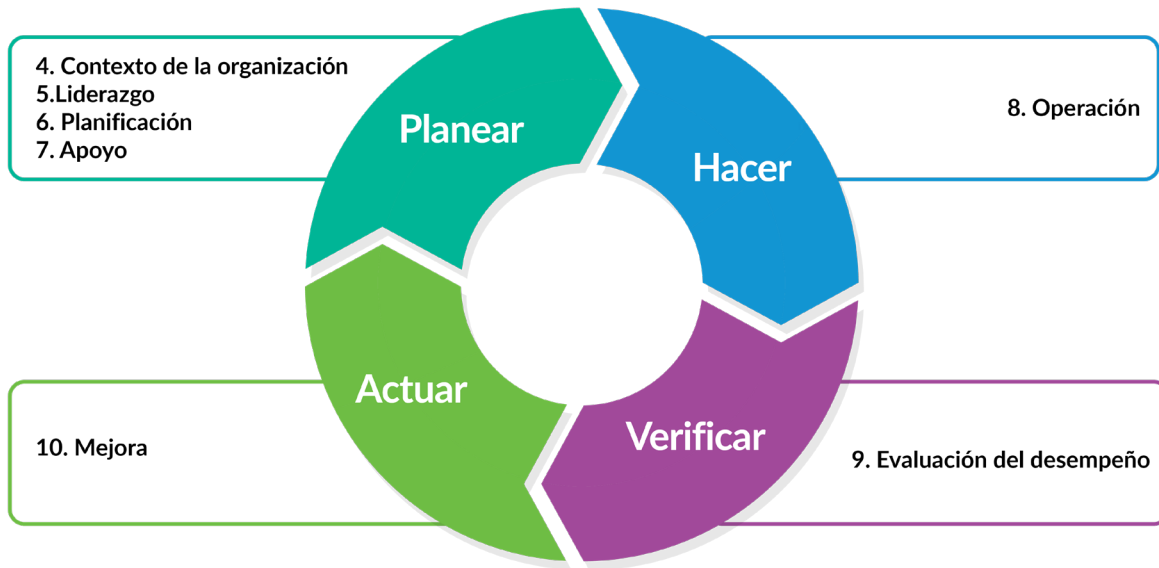 4. Contexto de la organización
5.Liderazgo
6. Planificación
7. Apoyo
Planear
Hacer
8. Operación
10. Mejora
Actuar
Verificar
9. Evaluación del desempeño